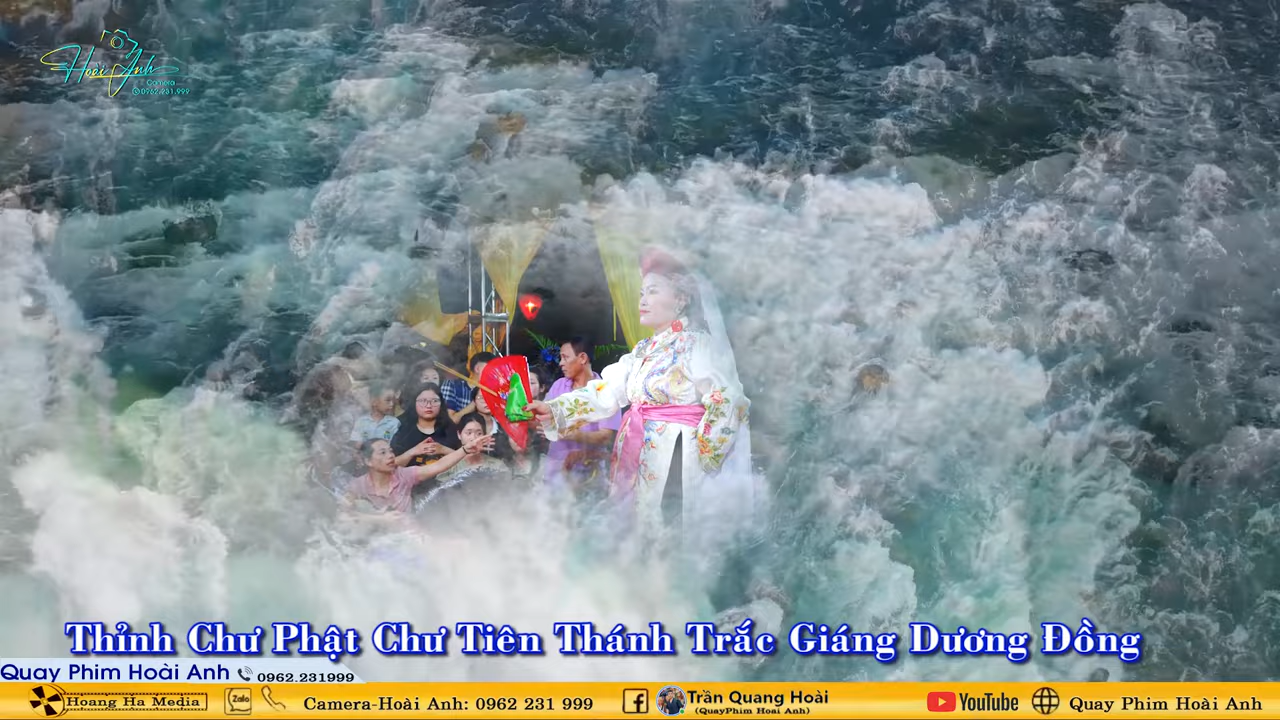 Hoài Anh
Camera
0962.231.999
Thỉnh Chư Phật Chư Tiên Thánh Trắc Giáng Dương Đồng
Quay Phim Hoài Anh 0962.231999
Hoang Ha Media Zalo Camera-Hoài Anh: 0962 231 999 Trần Quang Hoài YouTube Quay Phim Hoài Anh
(QuayPhim Hoai Anh)